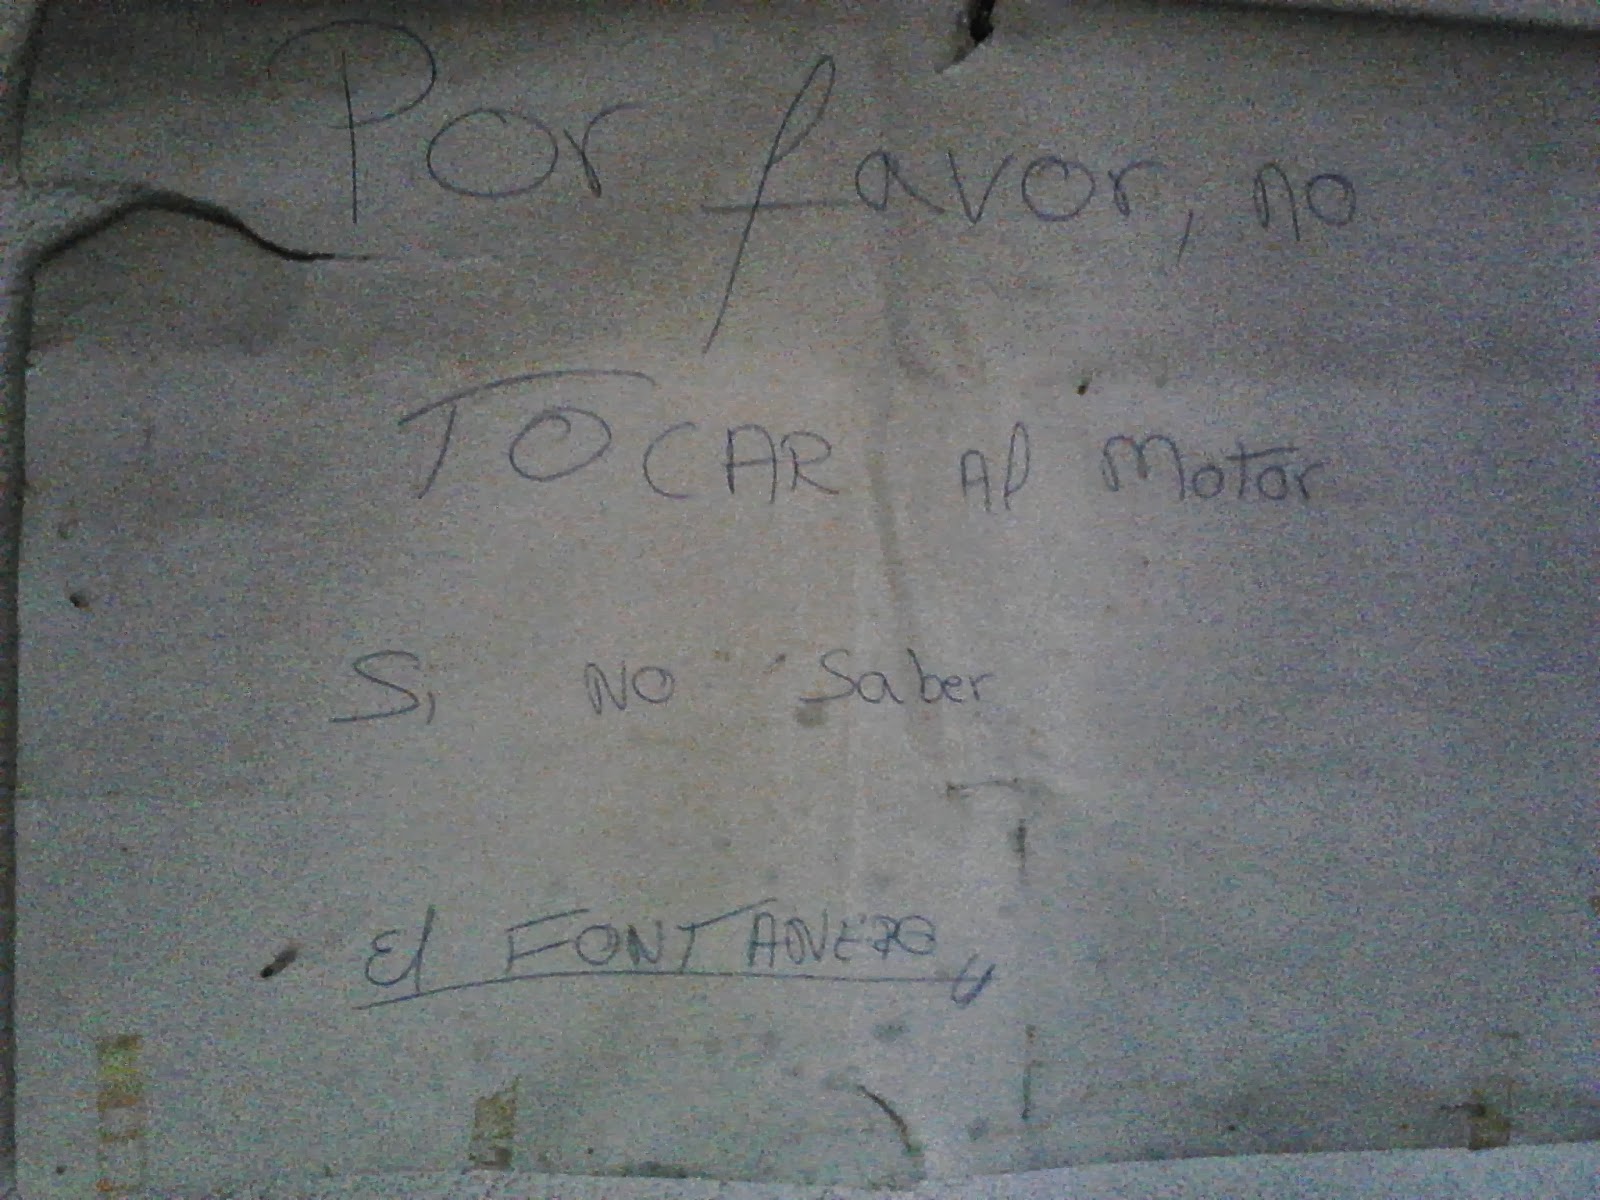 Por favor, no
TOCAR Al Motor
Si NO Saber
El FONTANERO